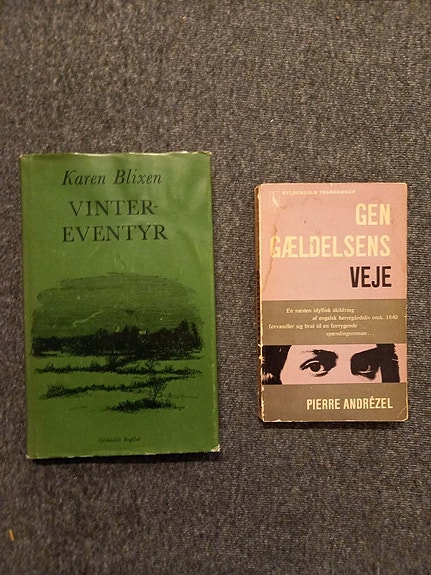 Karen Blixen
VINTER-
EVENTYR
Gyldendals Bogklub
GYLDENDALS TRANEBØGER
GEN
GÆLDELSENS
VEJE
En næsten idyllisk skildring
af engelsk herregårdsliv omk. 1840
forvandler sig brat til en forrygende
spændingsroman...
PIERRE ANDRÉZEL